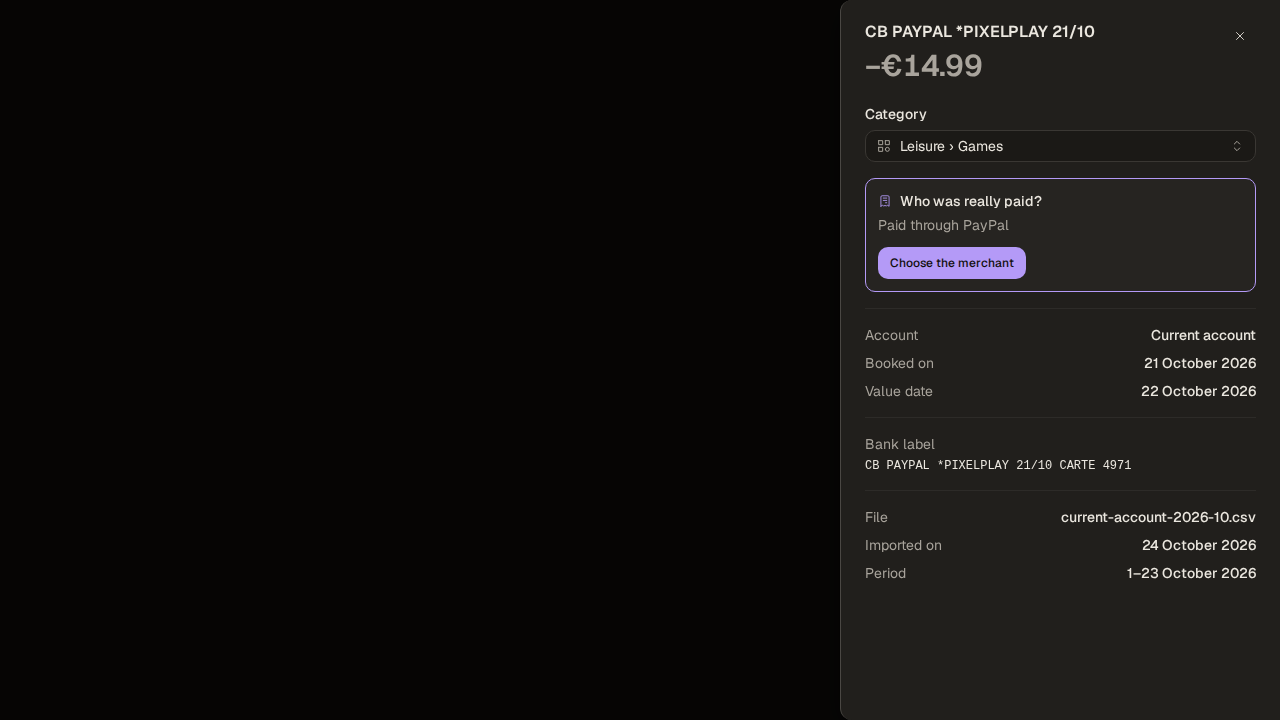 CB PAYPAL *PIXELPLAY 21/10
−€14.99
Category
Leisure › Games
Who was really paid?
Paid through PayPal
Choose the merchant
Account Current account
Booked on 21 October 2026
Value date 22 October 2026
Bank label
CB PAYPAL *PIXELPLAY 21/10 CARTE 4971
File current-account-2026-10.csv
Imported on 24 October 2026
Period 1–23 October 2026